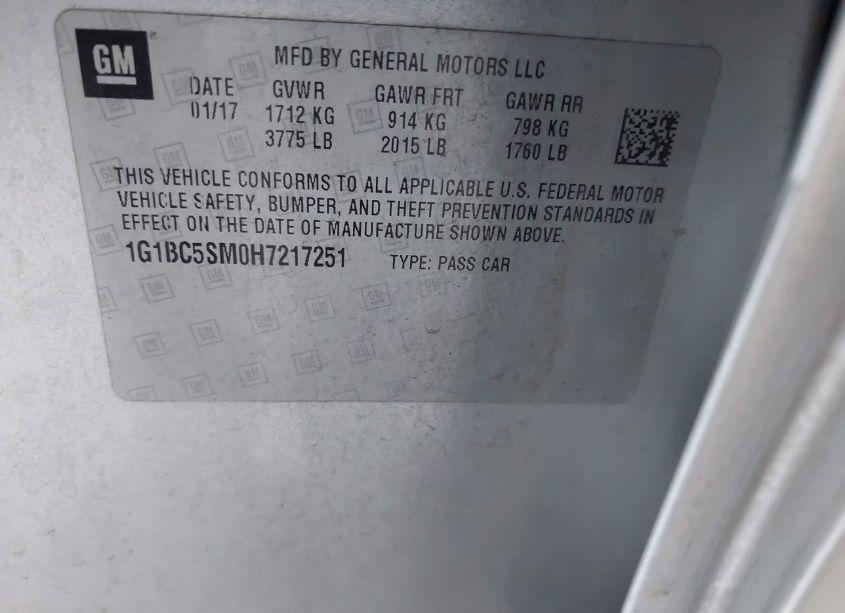 GM
MFD BY GENERAL MOTORS LLC
DATE GVWR GAWR FRT GAWR RR
01/17 1712 KG 914 KG 798 KG
3775 LB 2015 LB 1760 LB
THIS VEHICLE CONFORMS TO ALL APPLICABLE U.S. FEDERAL MOTOR
VEHICLE SAFETY, BUMPER, AND THEFT PREVENTION STANDARDS IN
EFFECT ON THE DATE OF MANUFACTURE SHOWN ABOVE.
1G1BC5SM0H7217251 TYPE: PASS CAR